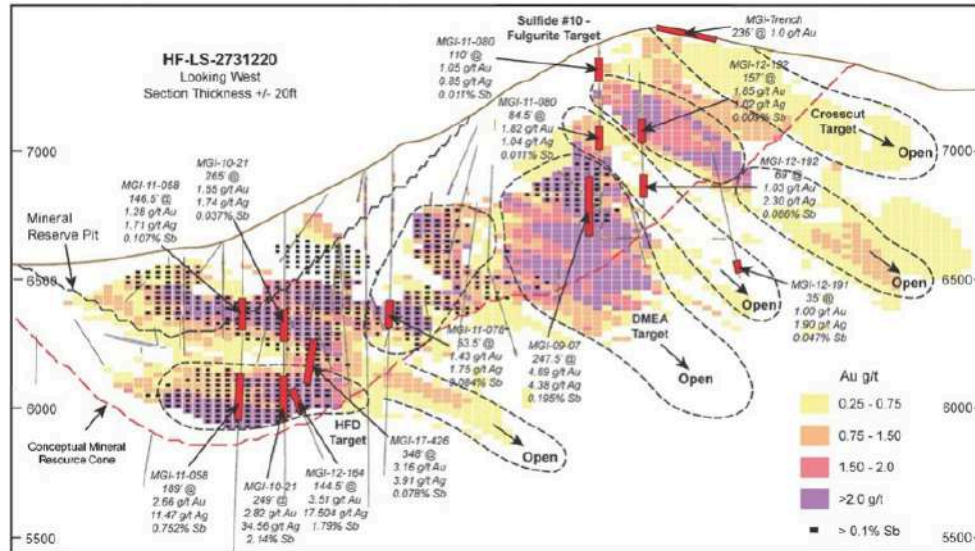 Sulfide #10 -
Fulgurite Target
MGI-Trench
236' @ 1.0 g/t Au
HF-LS-2731220
Looking West
Section Thickness +/- 20ft
MGI-11-080
110' @
1.05 g/t Au
0.85 g/t Ag
0.011% Sb
MGI-12-192
157' @
1.85 g/t Au
1.02 g/t Ag
0.009% Sb
MGI-11-080
84.5' @
1.82 g/t Au
1.04 g/t Ag
0.011% Sb
Crosscut
Target
Open
7000
7000
MGI-10-21
265' @
1.55 g/t Au
1.74 g/t Ag
0.037% Sb
MGI-11-058
146.5' @
1.28 g/t Au
1.71 g/t Ag
0.107% Sb
MGI-12-192
69' @
1.03 g/t Au
2.30 g/t Ag
0.066% Sb
Mineral
Reserve Pit
6500
6500
Open
Open
MGI-12-191
35' @
1.00 g/t Au
1.90 g/t Ag
0.047% Sb
DMEA
Target
Open
MGI-11-078
53.5' @
1.43 g/t Au
1.75 g/t Ag
0.084% Sb
MGI-09-07
247.5' @
4.69 g/t Au
4.38 g/t Ag
0.195% Sb
6000
6000
HFD
Target
Conceptual Mineral
Resource Cone
Open
MGI-11-058
189' @
2.66 g/t Au
11.47 g/t Ag
0.752% Sb
MGI-10-21
249' @
2.82 g/t Au
34.56 g/t Ag
2.14% Sb
MGI-12-164
144.5' @
3.51 g/t Au
17.504 g/t Ag
1.79% Sb
MGI-17-426
348' @
3.16 g/t Au
3.91 g/t Ag
0.078% Sb
Au g/t
0.25 - 0.75
0.75 - 1.50
1.50 - 2.0
>2.0 g/t
> 0.1% Sb
5500
5500